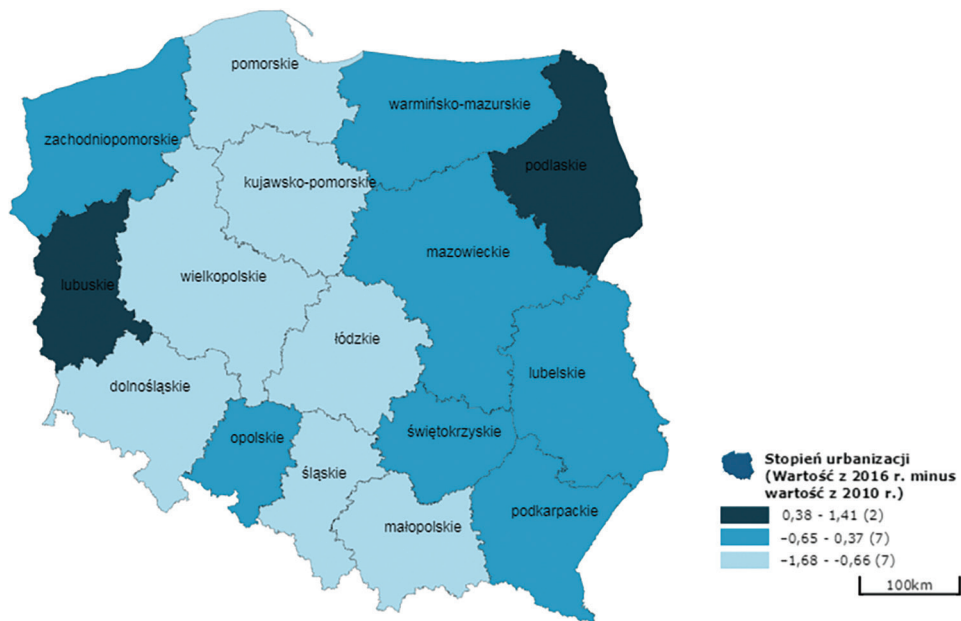 pomorskie
warmińsko-mazurskie
zachodniopomorskie
podlaskie
kujawsko-pomorskie
mazowieckie
wielkopolskie
lubuskie
łódzkie
lubelskie
dolnośląskie
opolskie
świętokrzyskie
śląskie
podkarpackie
małopolskie
Stopień urbanizacji
(Wartość z 2016 r. minus
wartość z 2010 r.)
0,38 - 1,41 (2)
−0,65 - 0,37 (7)
−1,68 - -0,66 (7)
100km